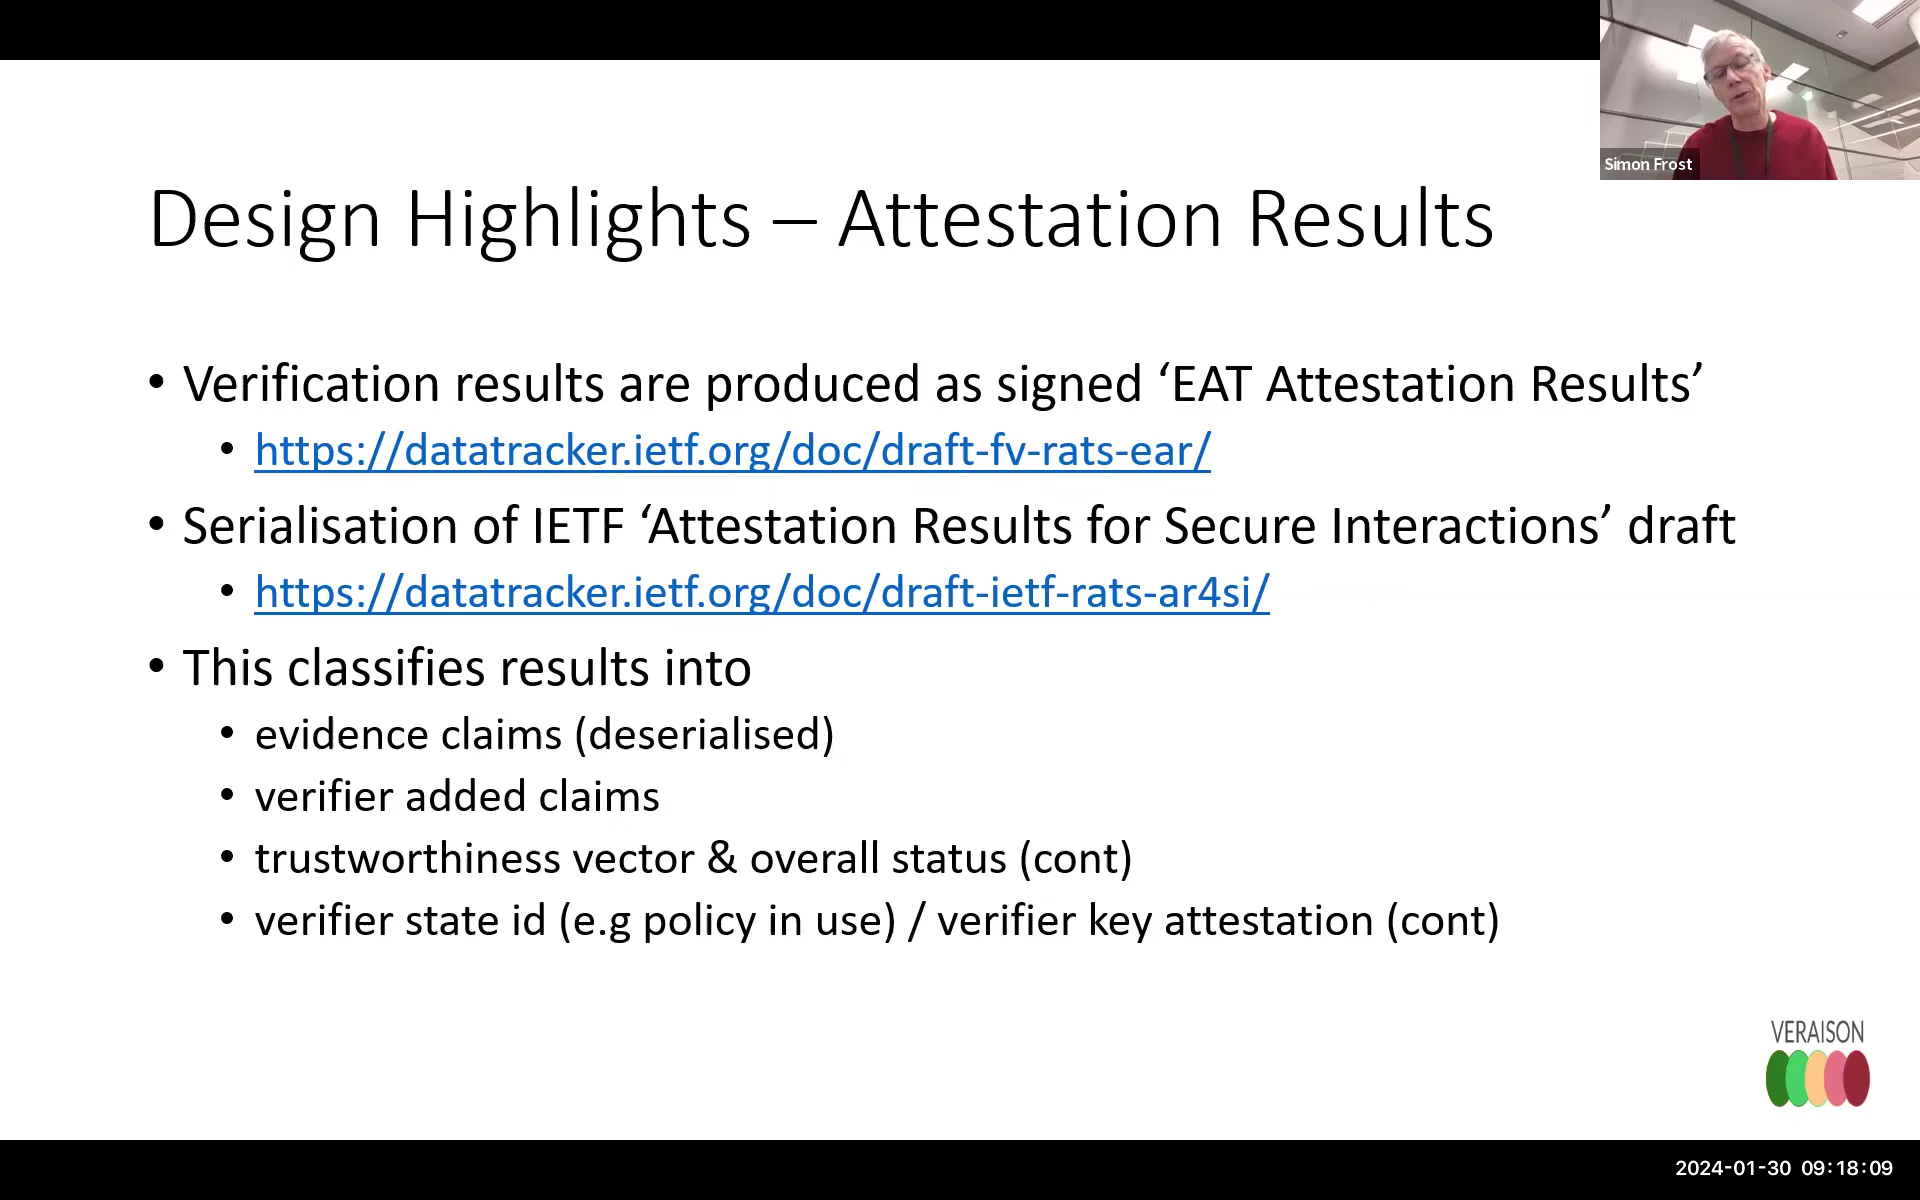 Simon Frost
Design Highlights – Attestation Results
• Verification results are produced as signed ‘EAT Attestation Results’
• https://datatracker.ietf.org/doc/draft-fv-rats-ear/
• Serialisation of IETF ‘Attestation Results for Secure Interactions’ draft
• https://datatracker.ietf.org/doc/draft-ietf-rats-ar4si/
• This classifies results into
• evidence claims (deserialised)
• verifier added claims
• trustworthiness vector & overall status (cont)
• verifier state id (e.g policy in use) / verifier key attestation (cont)
VERAISON
2024-01-30 09:18:09